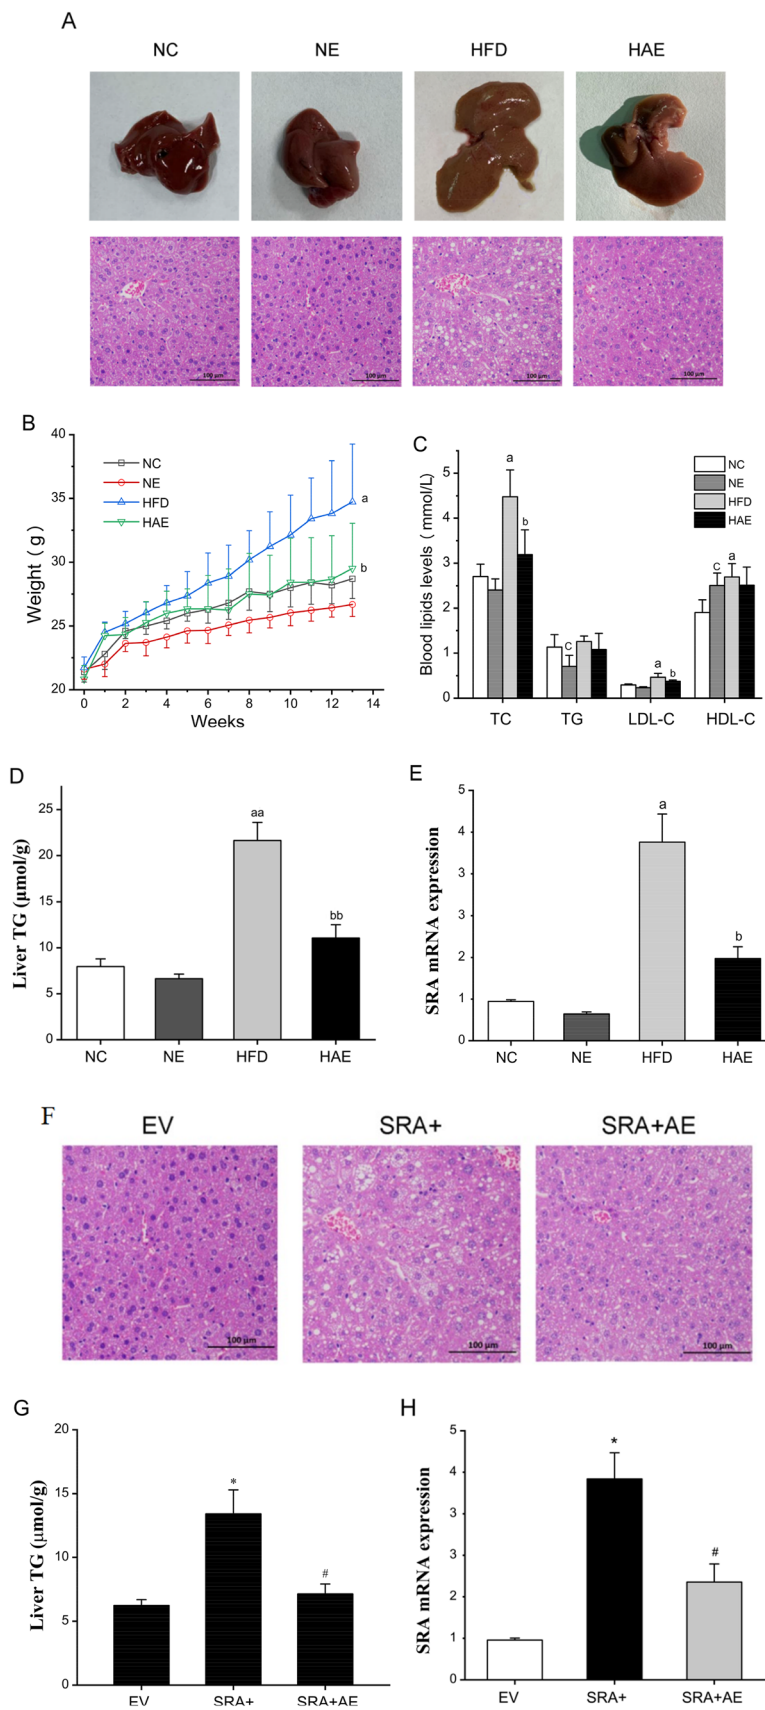 A
NC
NE
HFD
HAE
100 μm
100 μm
100 μm
100 μm
B
40
35
30
25
20
Weight ( g )
NC
NE
HFD
HAE
a
b
0
2
4
6
8
10
12
14
Weeks
C
5
4
3
2
1
0
Blood lipids levels ( mmol/L)
NC
NE
HFD
HAE
a
b
C
a
b
C
a
TC
TG
LDL-C
HDL-C
D
25
20
15
10
5
0
Liver TG (μmol/g)
aa
bb
NC
NE
HFD
HAE
E
5
4
4
3
2
1
0
SRA mRNA expression
a
b
NC
NE
HFD
HAE
F
EV
SRA+
SRA+AE
100 μm
100 μm
100 μm
G
20
15
10
5
0
Liver TG (μmol/g)
*
#
EV
SRA+
SRA+AE
H
5
4
3
3
2
1
0
SRA mRNA expression
*
#
EV
SRA+
SRA+AE